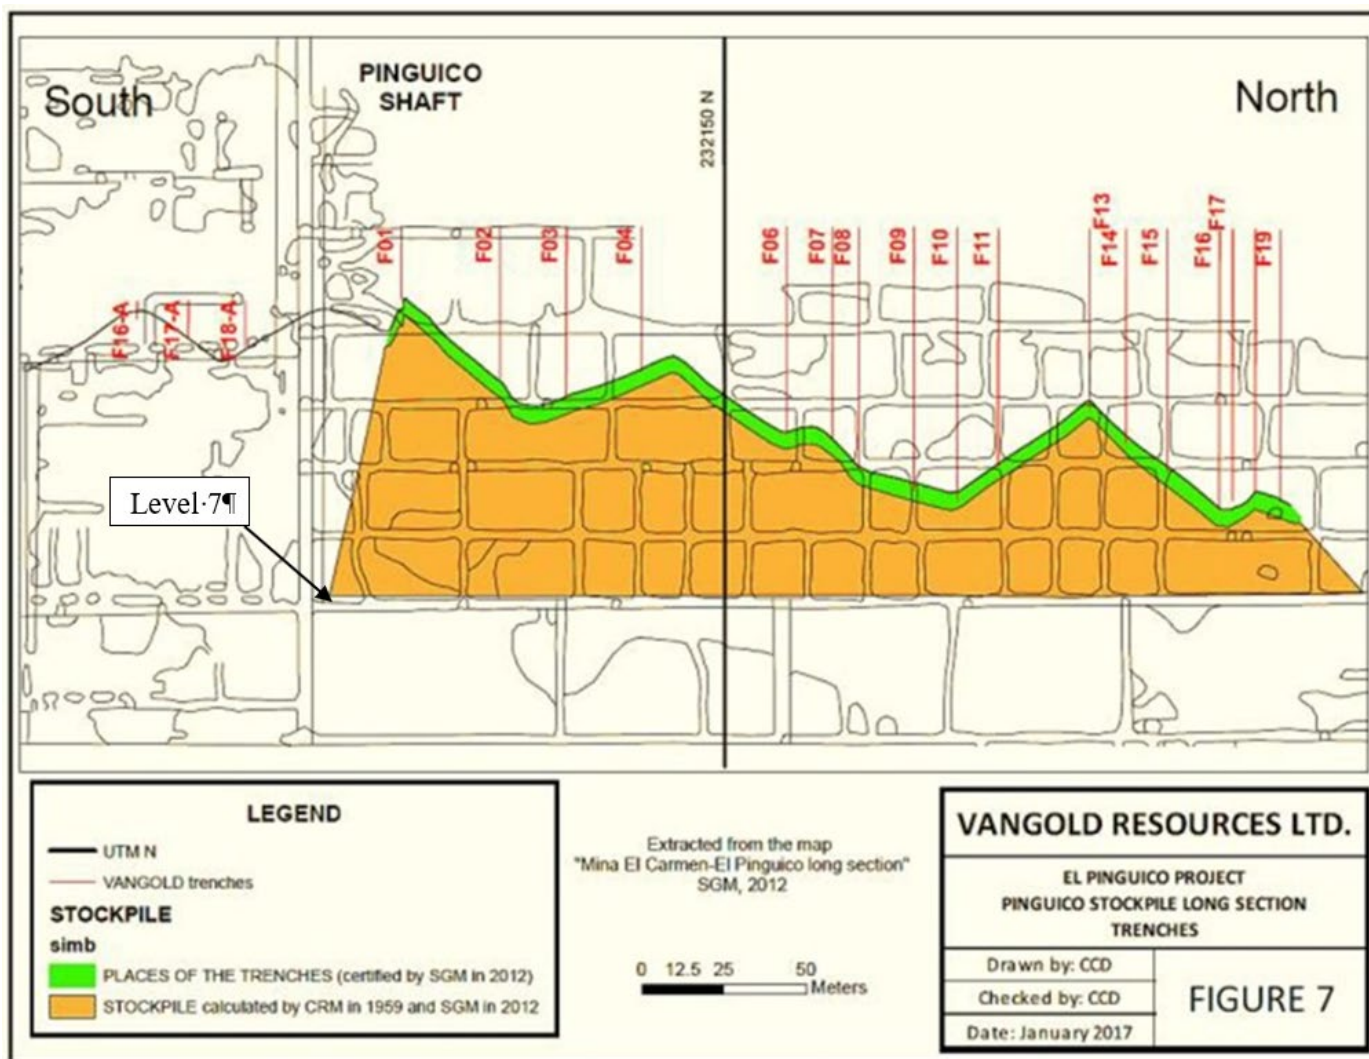 South
PINGUICO
SHAFT
232150 N
North
F01
F02
F03
F04
F06
F07
F08
F09
F10
F11
F13
F14
F15
F16
F17
F19
F16-A
F17-A
F18-A
Level·7¶
LEGEND
UTM N
VANGOLD trenches
STOCKPILE
simb
PLACES OF THE TRENCHES (certified by SGM in 2012)
STOCKPILE calculated by CRM in 1959 and SGM in 2012
Extracted from the map
"Mina El Carmen-El Pinguico long section"
SGM, 2012
0 12.5 25 50
Meters
VANGOLD RESOURCES LTD.
EL PINGUICO PROJECT
PINGUICO STOCKPILE LONG SECTION
TRENCHES
Drawn by: CCD
Checked by: CCD
Date: January 2017
FIGURE 7